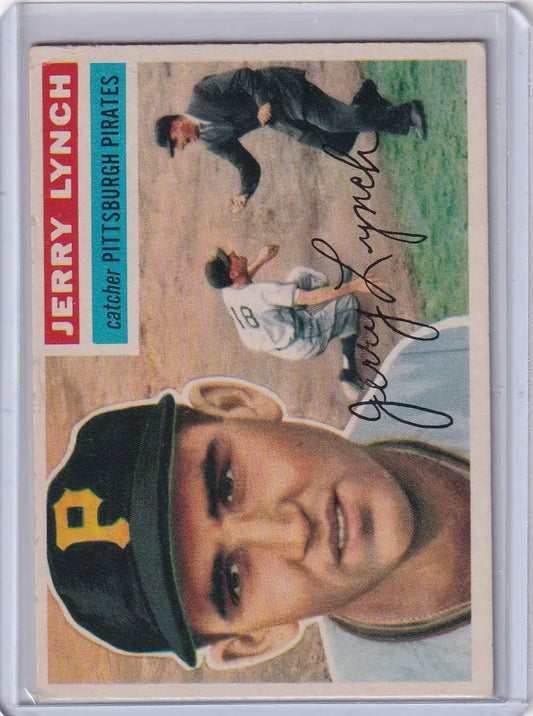 JERRY LYNCH
catcher PITTSBURGH PIRATES
18
Jerry Lynch
P